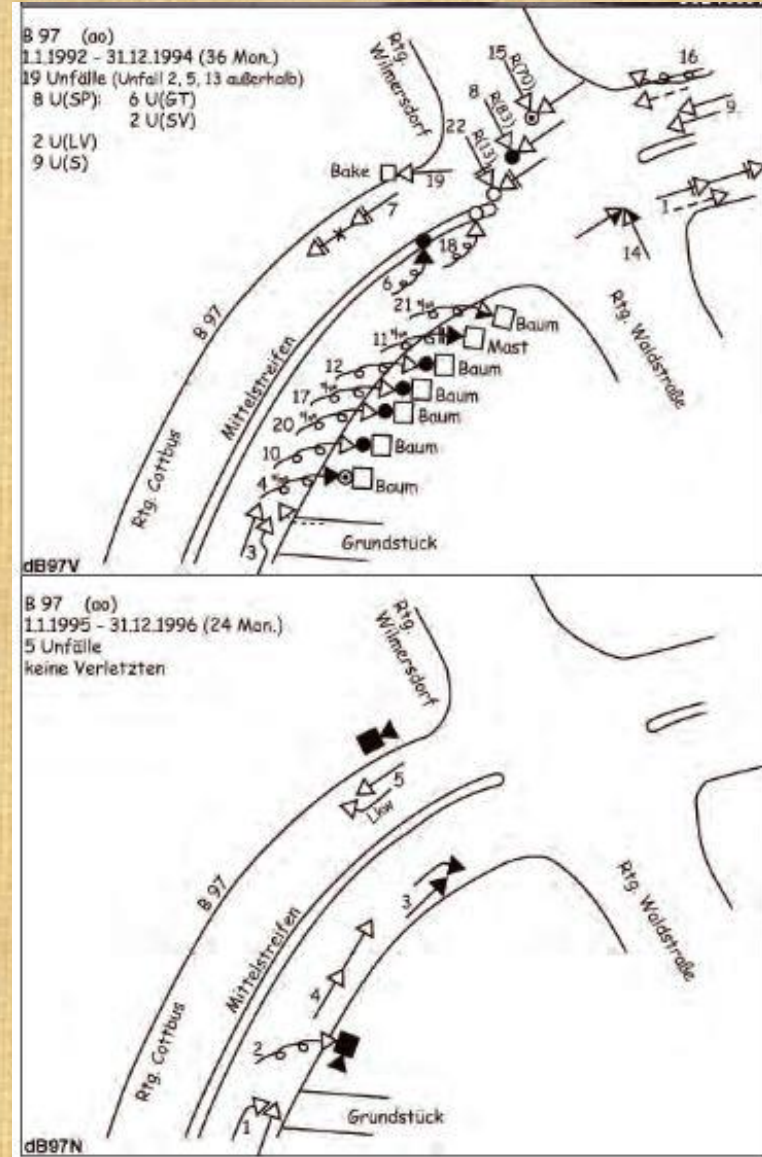 B 97 (ao)
1.1.1992 - 31.12.1994 (36 Mon.)
19 Unfälle (Unfall 2, 5, 13 außerhalb)
8 U(SP): 6 U(GT)
2 U(SV)
2 U(LV)
9 U(S)
Rtg.
Wilmersdorf
15
R(70)
8
R(83)
22
R(13)
16
9
1
14
Bake
19
7
18
6
B 97
Mittelstreifen
Rtg. Cottbus
Rtg. Waldstraße
21
Baum
11
Mast
12
Baum
17
Baum
20
Baum
10
Baum
4
Baum
3
Grundstück
dB97V
B 97 (ao)
1.1.1995 - 31.12.1996 (24 Mon.)
5 Unfälle
keine Verletzten
Rtg.
Wilmersdorf
5
Lkw
B 97
3
Mittelstreifen
4
Rtg. Waldstraße
Rtg. Cottbus
2
1
Grundstück
dB97N